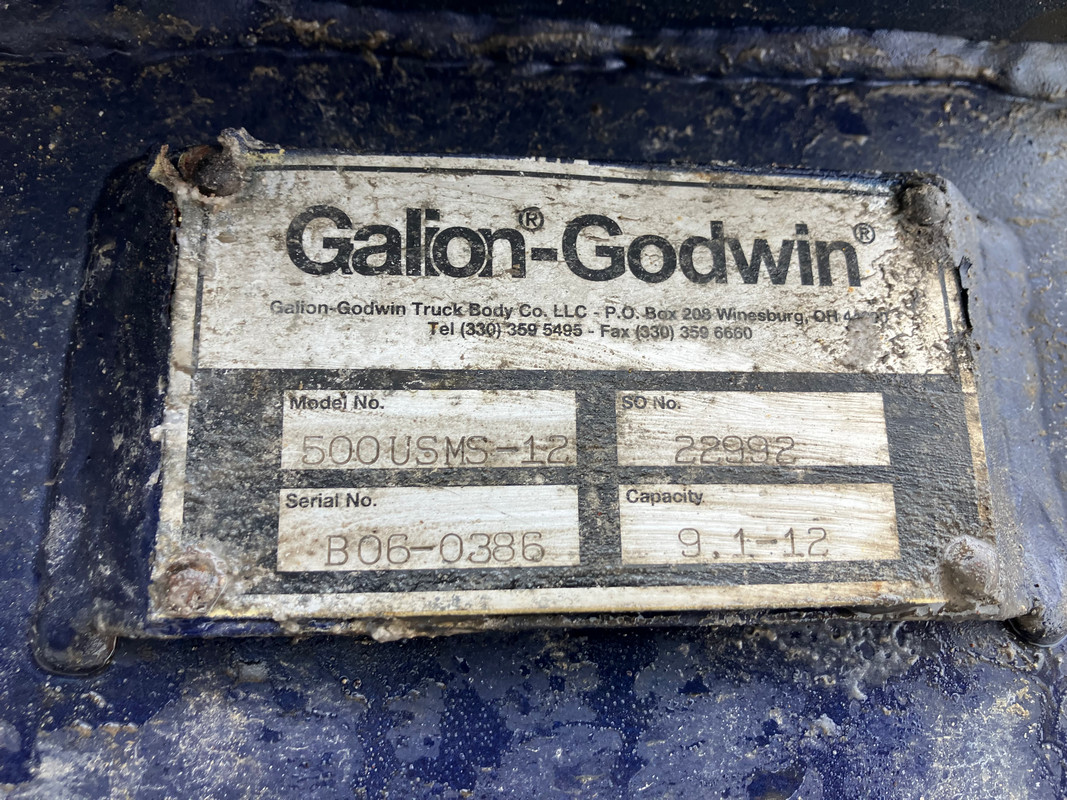 Galion®-Godwin®
Galion-Godwin Truck Body Co. LLC - P.O. Box 208 Winesburg, OH
Tel (330) 359 5495 - Fax (330) 359 6660
Model No.
500USMS-12
SO No.
22992
Serial No.
B06-0386
Capacity
9.1-12